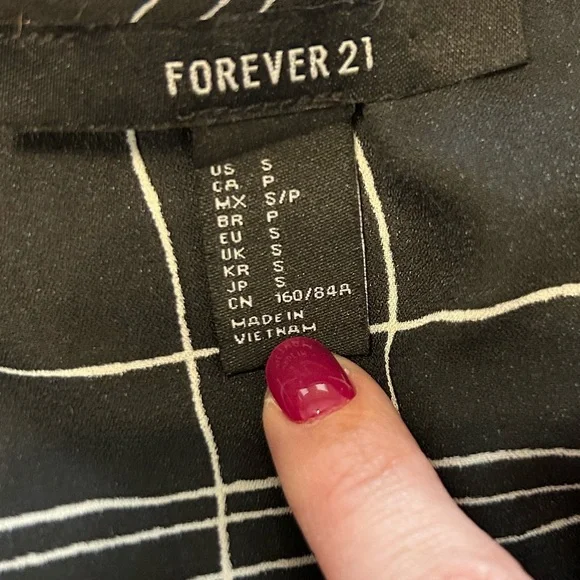 FOREVER 21
US S
CA P
MX S/P
BR P
EU S
UK S
KR S
JP S
CN 160/84A
MADE IN
VIETNAM